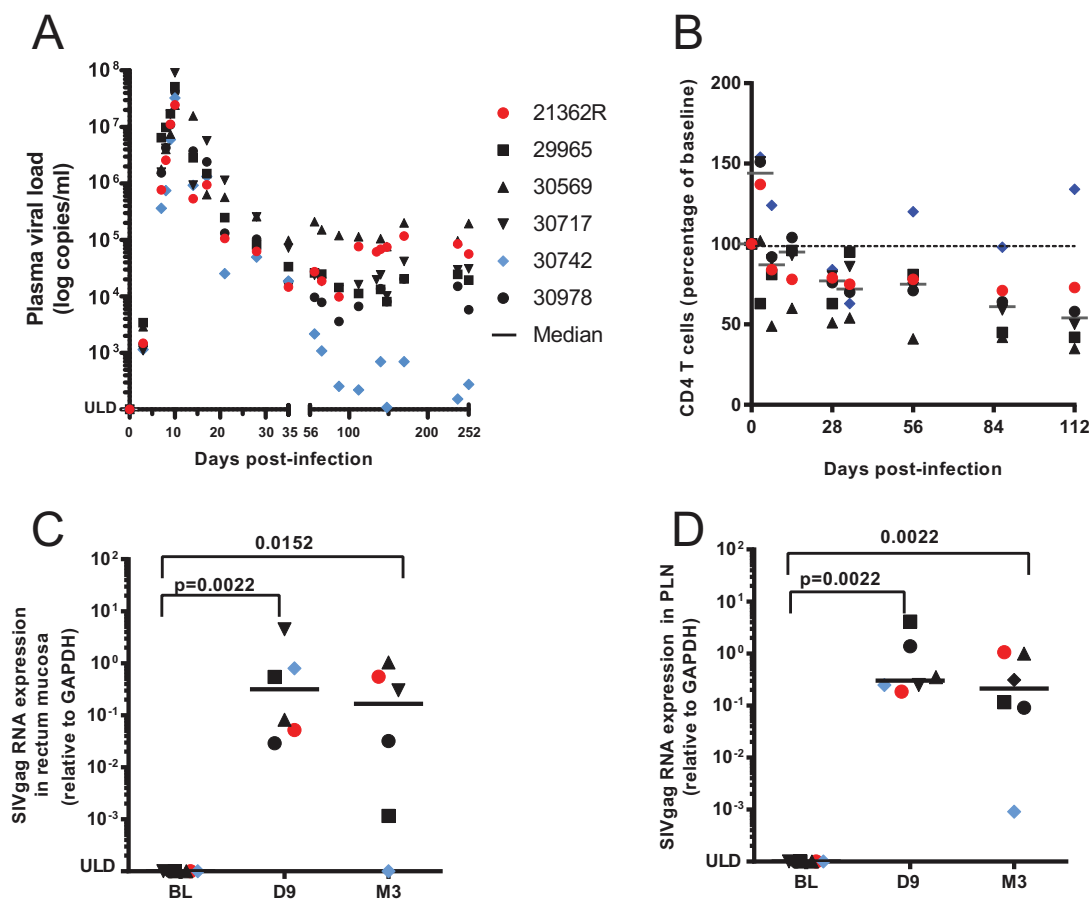 A
Plasma viral load
(log copies/ml)
10^8
10^7
10^6
10^5
10^4
10^3
ULD
0 10 20 30 35 56 100 200 252
Days post-infection
21362R
29965
30569
30717
30742
30978
Median
B
CD4 T cells (percentage of baseline)
200
150
100
50
0
0 28 56 84 112
Days post-infection
C
SIVgag RNA expression
in rectum mucosa
(relative to GAPDH)
10^2
10^1
10^0
10^-1
10^-2
10^-3
ULD
0.0152
p=0.0022
BL D9 M3
D
SIVgag RNA expression in PLN
(relative to GAPDH)
10^2
10^1
10^0
10^-1
10^-2
10^-3
ULD
0.0022
p=0.0022
BL D9 M3